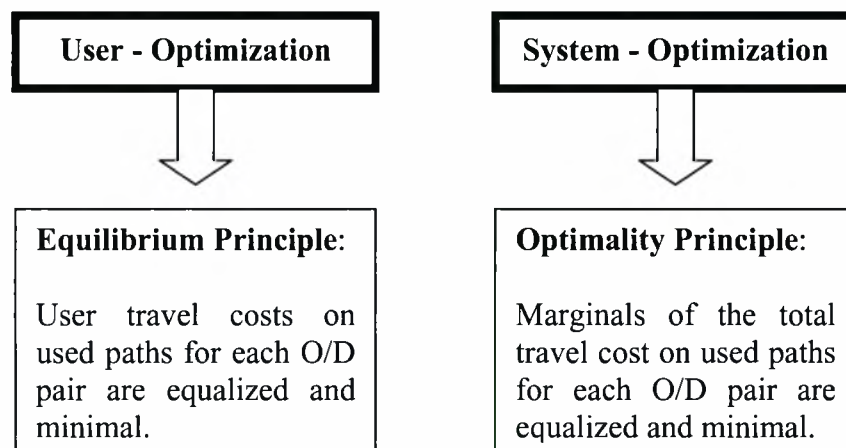 User - Optimization
System - Optimization
Equilibrium Principle:
User travel costs on
used paths for each O/D
pair are equalized and
minimal.
Optimality Principle:
Marginals of the total
travel cost on used paths
for each O/D pair are
equalized and minimal.